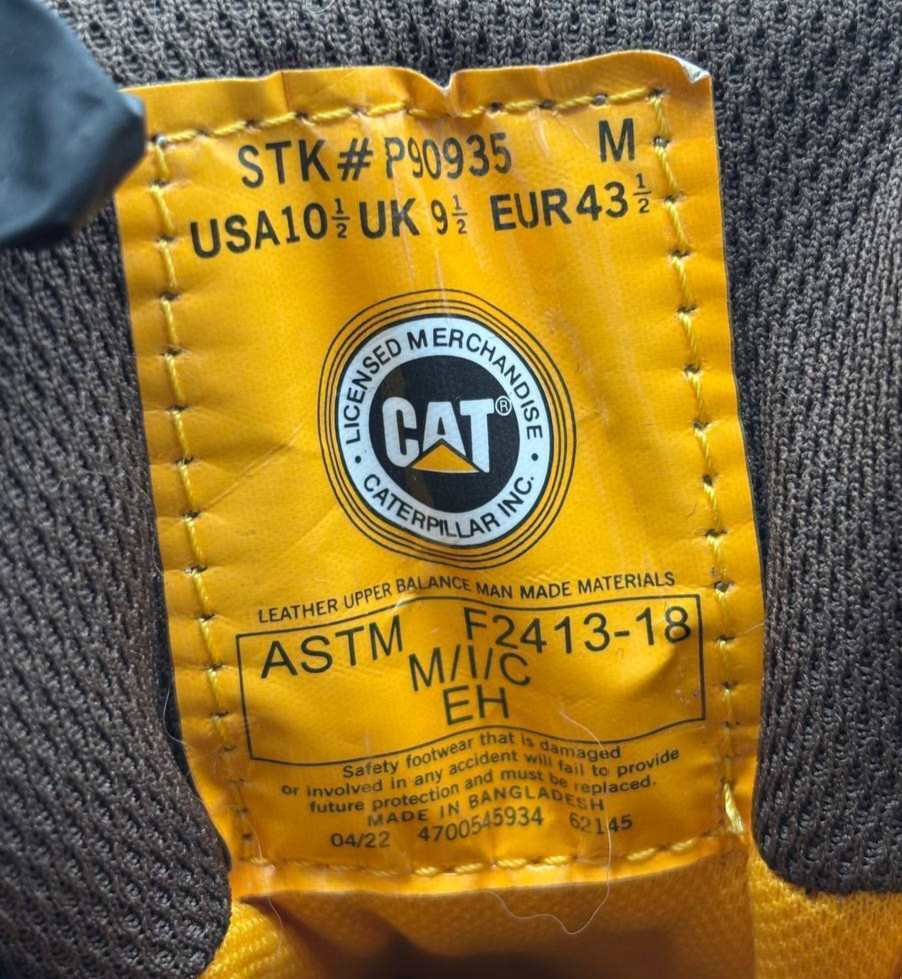 STK# P90935 M
USA10½ UK 9½ EUR43½
LICENSED MERCHANDISE
CAT®
CATERPILLAR INC.
LEATHER UPPER BALANCE MAN MADE MATERIALS
ASTM F2413-18
M/I/C
EH
Safety footwear that is damaged
or involved in any accident will fail to provide
future protection and must be replaced.
MADE IN BANGLADESH
04/22 4700545934 62145